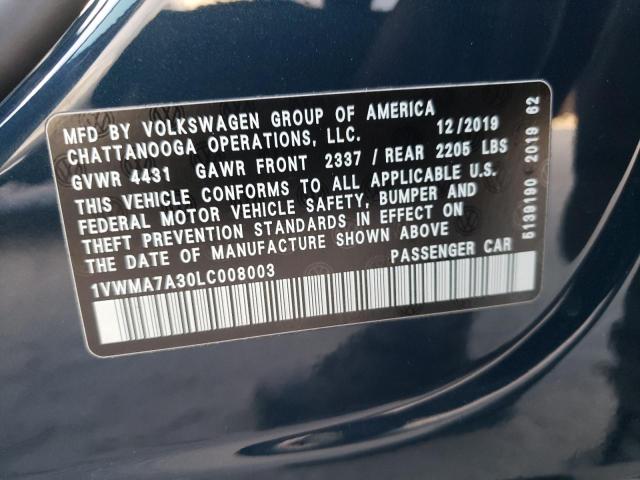 MFD BY VOLKSWAGEN GROUP OF AMERICA
CHATTANOOGA OPERATIONS, LLC. 12/2019
GVWR 4431 GAWR FRONT 2337 / REAR 2205 LBS
THIS VEHICLE CONFORMS TO ALL APPLICABLE U.S.
FEDERAL MOTOR VEHICLE SAFETY, BUMPER AND
THEFT PREVENTION STANDARDS IN EFFECT ON
THE DATE OF MANUFACTURE SHOWN ABOVE
1VWMA7A30LC008003 PASSENGER CAR
5139190 2019 62